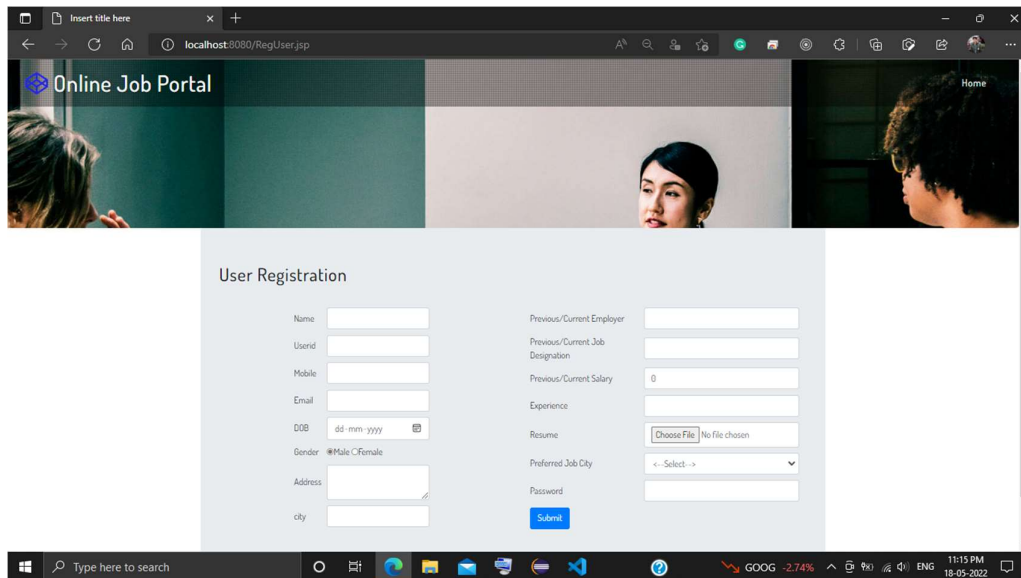 Insert title here
localhost:8080/RegUser.jsp
Online Job Portal
Home
User Registration
Name
Userid
Mobile
Email
DOB dd-mm-yyyy
Gender Male Female
Address
city
Previous/Current Employer
Previous/Current Job
Designation
Previous/Current Salary 0
Experience
Resume Choose File No file chosen
Preferred Job City <--Select-->
Password
Submit
Type here to search
GOOG -2.74%
ENG
11:15 PM
18-05-2022